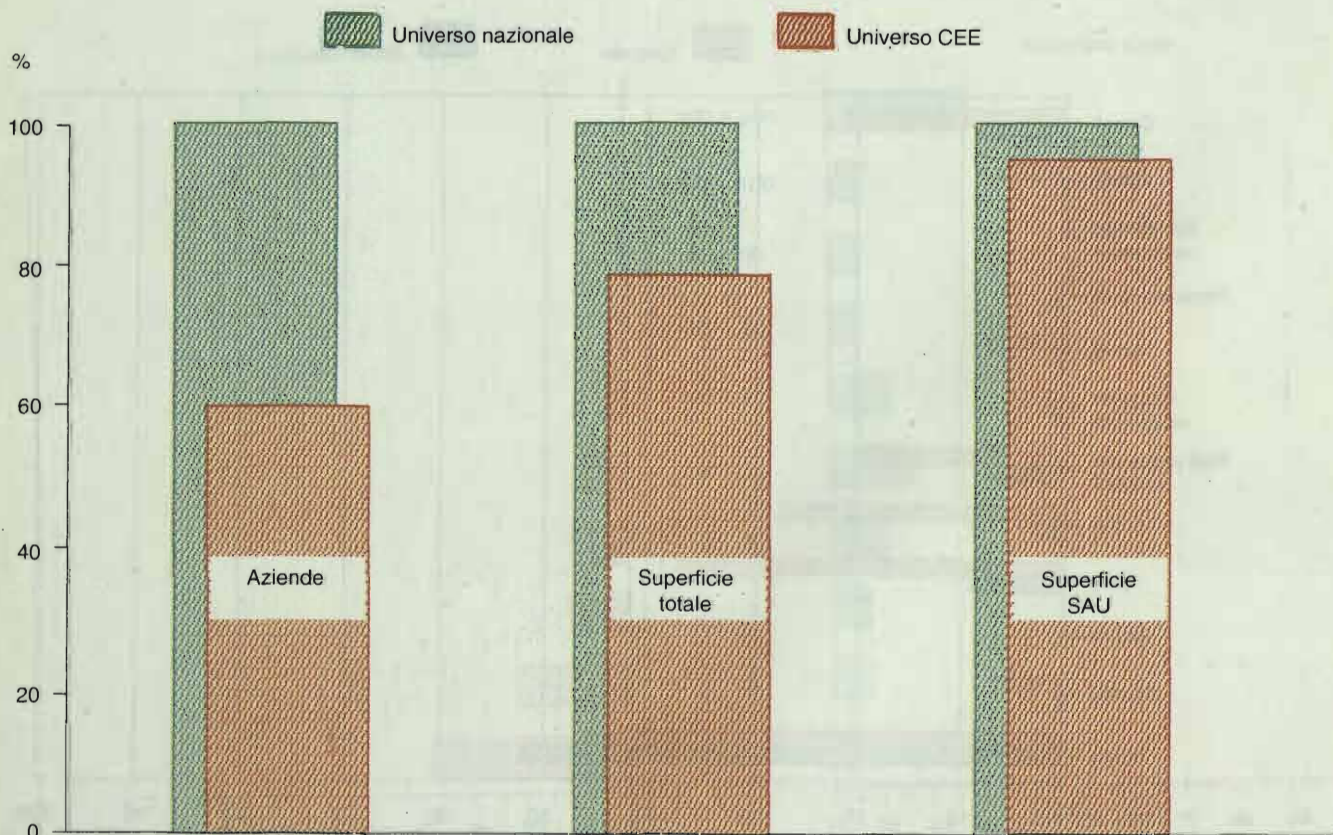 Universo nazionale
Universo CEE
%
100
80
60
40
20
0
Aziende
Superficie
totale
Superficie
SAU